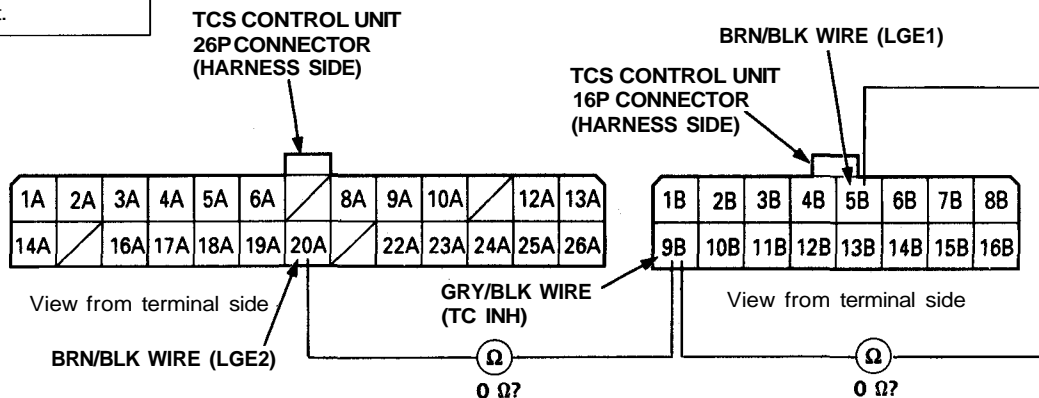 t.
TCS CONTROL UNIT
26P CONNECTOR
(HARNESS SIDE)
BRN/BLK WIRE (LGE1)
TCS CONTROL UNIT
16P CONNECTOR
(HARNESS SIDE)
1A 2A 3A 4A 5A 6A 8A 9A 10A 12A 13A
14A 16A 17A 18A 19A 20A 22A 23A 24A 25A 26A
1B 2B 3B 4B 5B 6B 7B 8B
9B 10B 11B 12B 13B 14B 15B 16B
View from terminal side
GRY/BLK WIRE
(TC INH)
View from terminal side
BRN/BLK WIRE (LGE2)
Ω
0 Ω?
Ω
0 Ω?